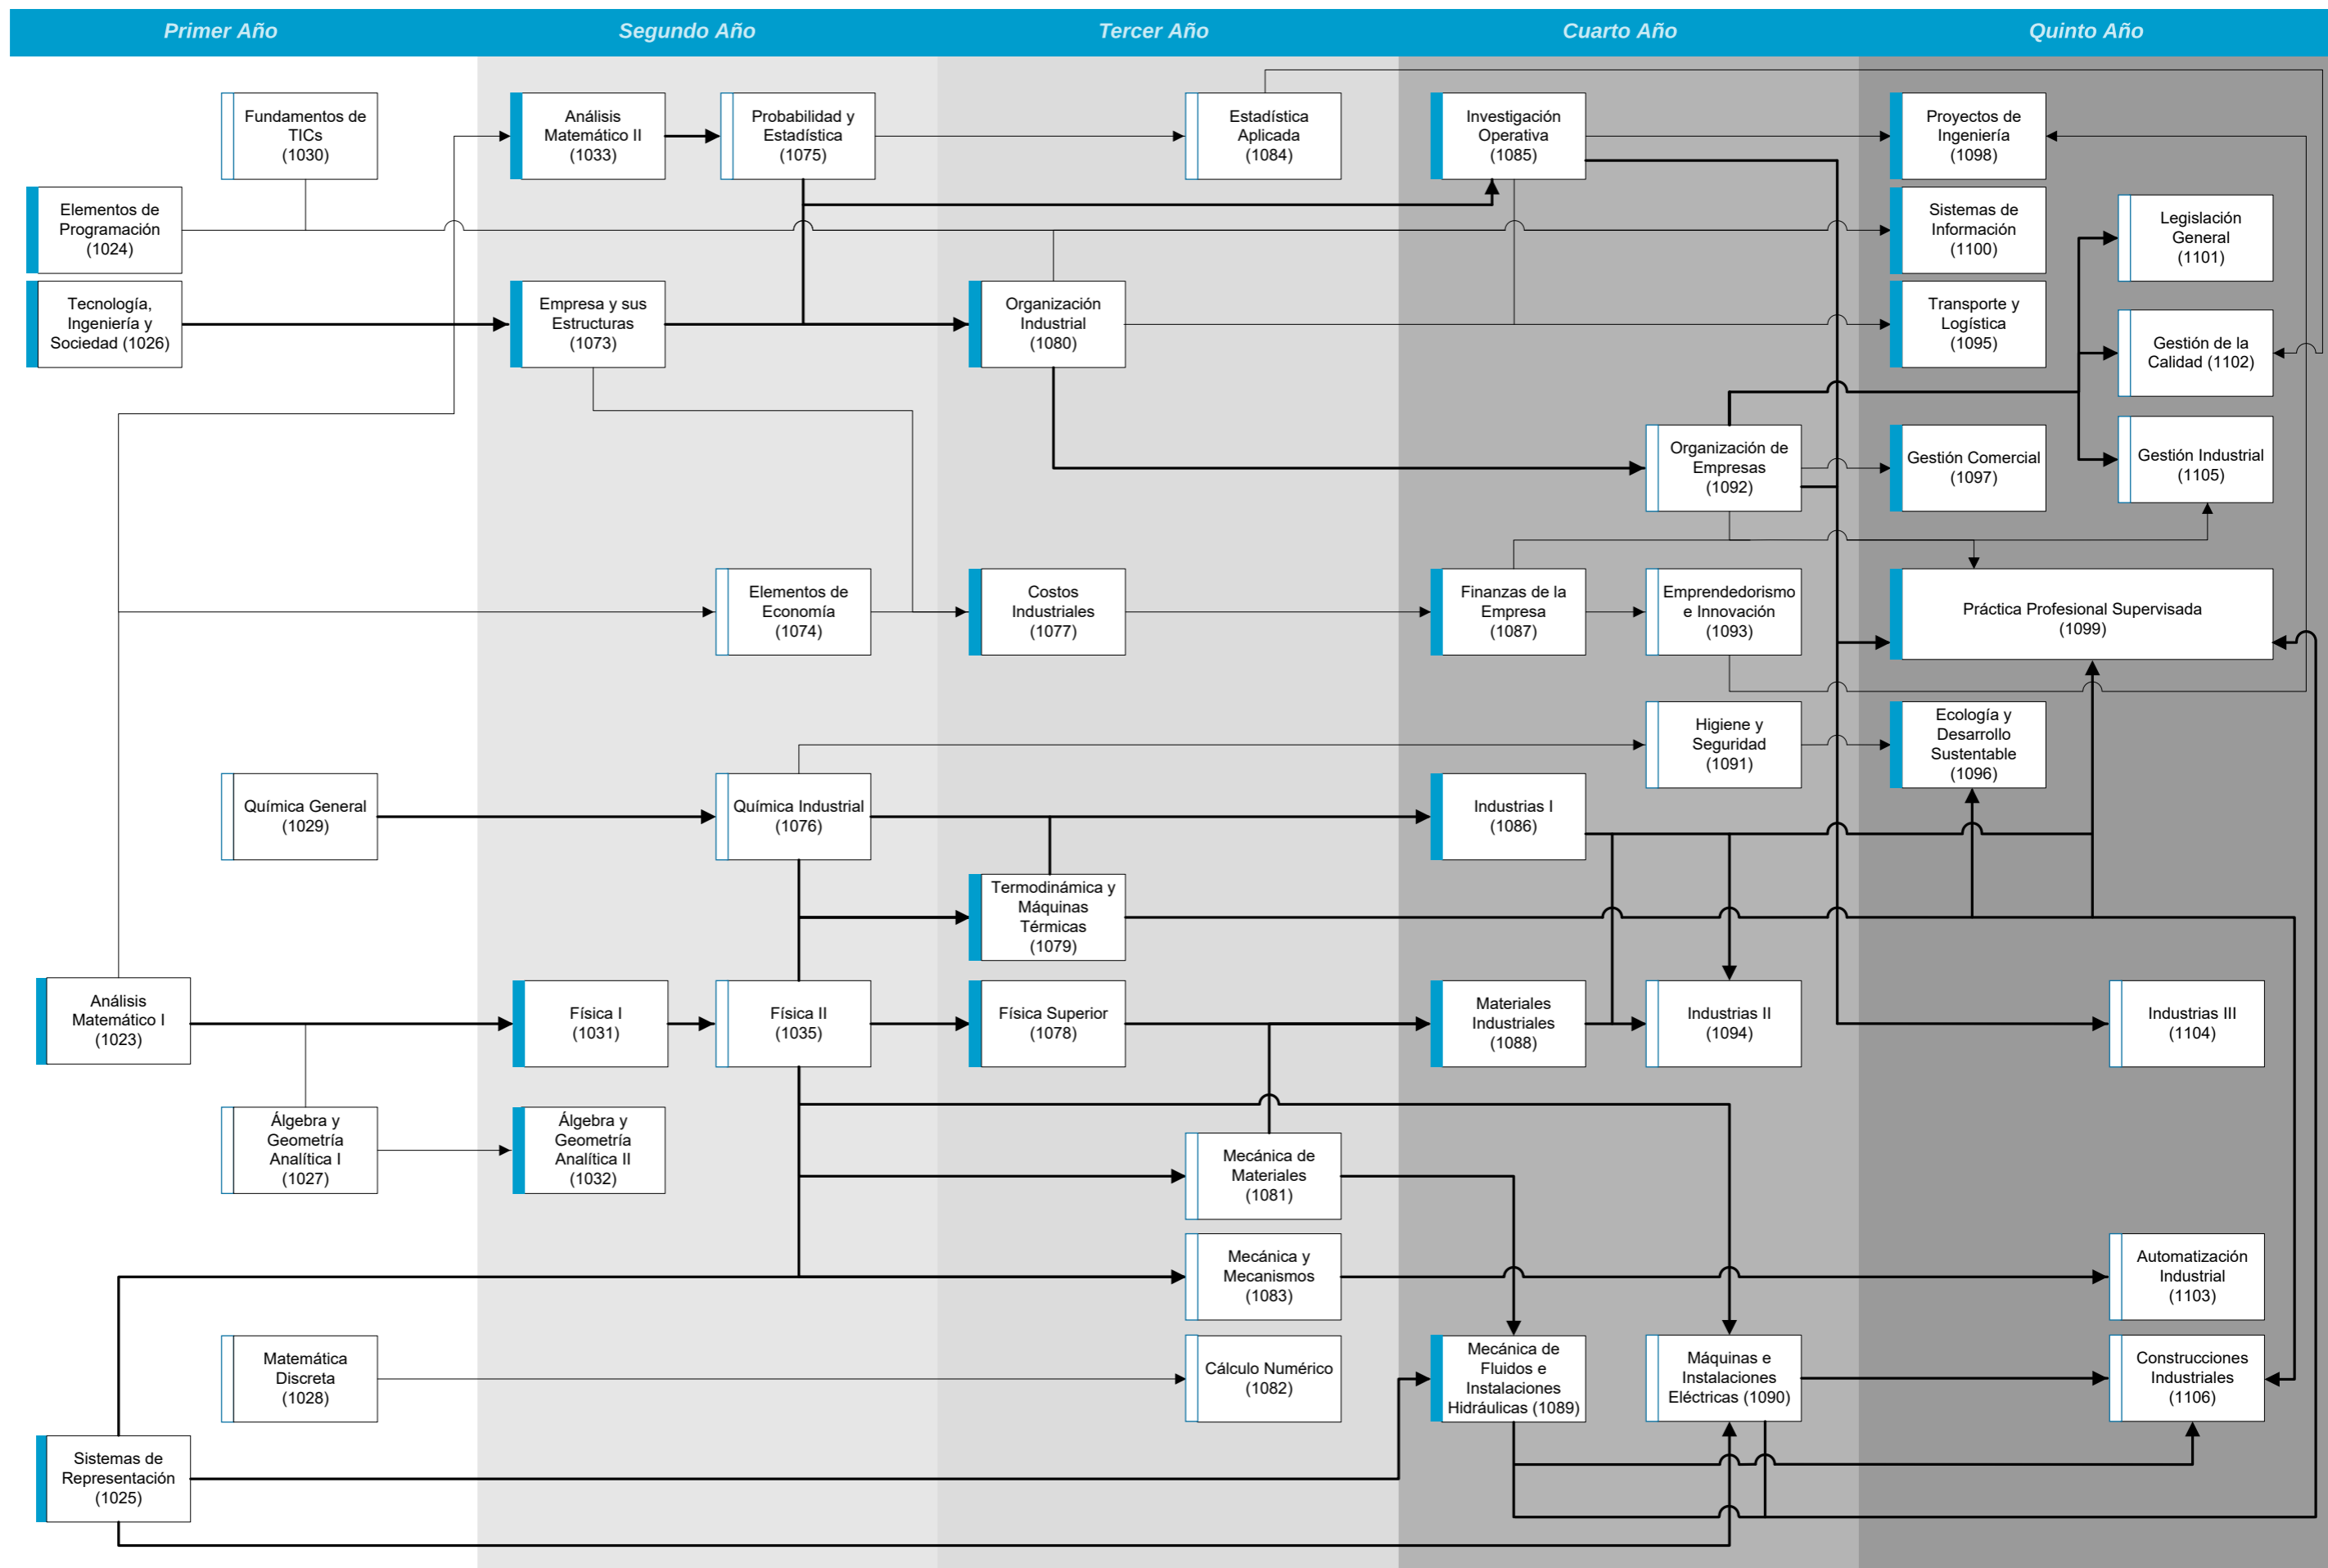 Primer Año
Segundo Año
Tercer Año
Cuarto Año
Quinto Año
Fundamentos de
TICs
(1030)
Elementos de
Programación
(1024)
Tecnología,
Ingeniería y
Sociedad (1026)
Química General
(1029)
Análisis
Matemático I
(1023)
Álgebra y
Geometría
Analítica I
(1027)
Matemática
Discreta
(1028)
Sistemas de
Representación
(1025)
Análisis
Matemático II
(1033)
Probabilidad y
Estadística
(1075)
Empresa y sus
Estructuras
(1073)
Elementos de
Economía
(1074)
Química Industrial
(1076)
Física I
(1031)
Física II
(1035)
Álgebra y
Geometría
Analítica II
(1032)
Estadística
Aplicada
(1084)
Organización
Industrial
(1080)
Costos
Industriales
(1077)
Termodinámica y
Máquinas
Térmicas
(1079)
Física Superior
(1078)
Mecánica de
Materiales
(1081)
Mecánica y
Mecanismos
(1083)
Cálculo Numérico
(1082)
Investigación
Operativa
(1085)
Organización de
Empresas
(1092)
Finanzas de la
Empresa
(1087)
Emprendedorismo
e Innovación
(1093)
Higiene y
Seguridad
(1091)
Industrias I
(1086)
Materiales
Industriales
(1088)
Industrias II
(1094)
Mecánica de
Fluidos e
Instalaciones
Hidráulicas (1089)
Máquinas e
Instalaciones
Eléctricas (1090)
Proyectos de
Ingeniería
(1098)
Sistemas de
Información
(1100)
Legislación
General
(1101)
Transporte y
Logística
(1095)
Gestión de la
Calidad (1102)
Gestión Comercial
(1097)
Gestión Industrial
(1105)
Práctica Profesional Supervisada
(1099)
Ecología y
Desarrollo
Sustentable
(1096)
Industrias III
(1104)
Automatización
Industrial
(1103)
Construcciones
Industriales
(1106)